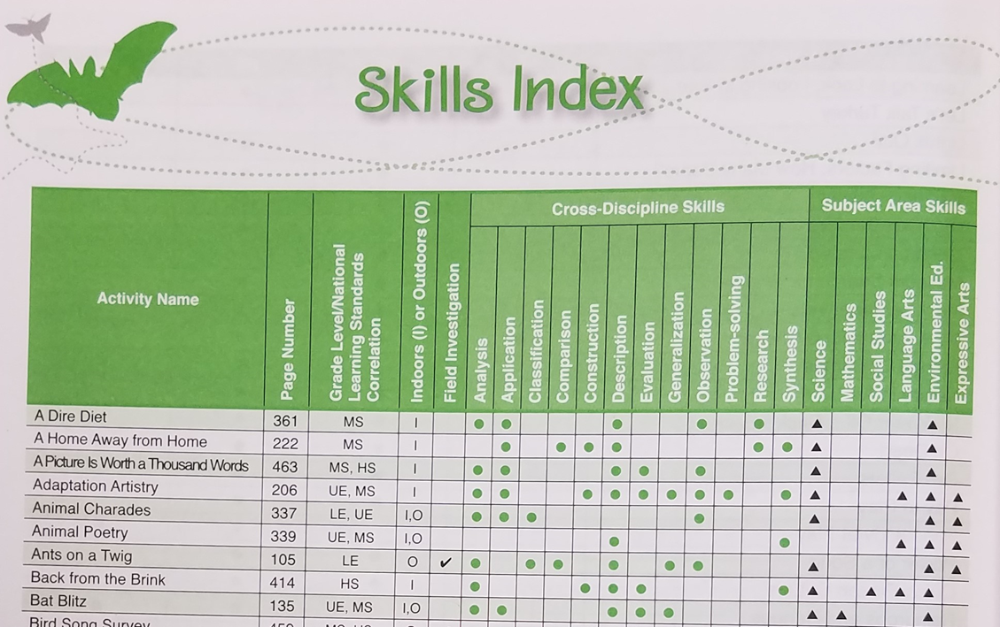 Skills Index
Cross-Discipline Skills
Subject Area Skills
Activity Name
Page Number
Grade Level/National
Learning Standards
Correlation
Indoors (I) or Outdoors (O)
Field Investigation
Analysis
Application
Classification
Comparison
Construction
Description
Evaluation
Generalization
Observation
Problem-solving
Research
Synthesis
Science
Mathematics
Social Studies
Language Arts
Environmental Ed.
Expressive Arts
A Dire Diet 361 MS I ● ● ● ● ● ▲ ▲
A Home Away from Home 222 MS I ● ● ● ● ● ● ▲ ▲
A Picture Is Worth a Thousand Words 463 MS, HS I ● ● ● ● ● ▲ ▲
Adaptation Artistry 206 UE, MS I ● ● ● ● ● ● ● ● ● ▲ ▲ ▲ ▲
Animal Charades 337 LE, UE I,O ● ● ● ● ▲ ▲ ▲
Animal Poetry 339 UE, MS I,O ● ● ▲ ▲ ▲
Ants on a Twig 105 LE O ✔ ● ● ● ● ● ● ▲ ▲ ▲
Back from the Brink 414 HS I ● ● ● ● ● ▲ ▲ ▲ ▲
Bat Blitz 135 UE, MS I,O ● ● ● ● ● ▲ ▲ ▲
Bird Song Survey